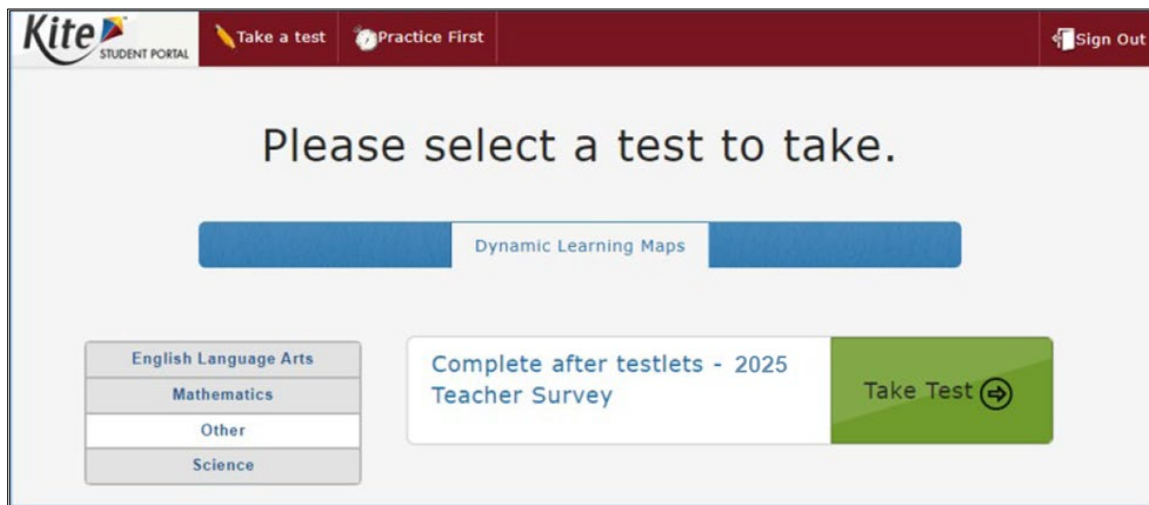 Kite
STUDENT PORTAL
Take a test
Practice First
Sign Out
Please select a test to take.
Dynamic Learning Maps
English Language Arts
Mathematics
Other
Science
Complete after testlets - 2025
Teacher Survey
Take Test